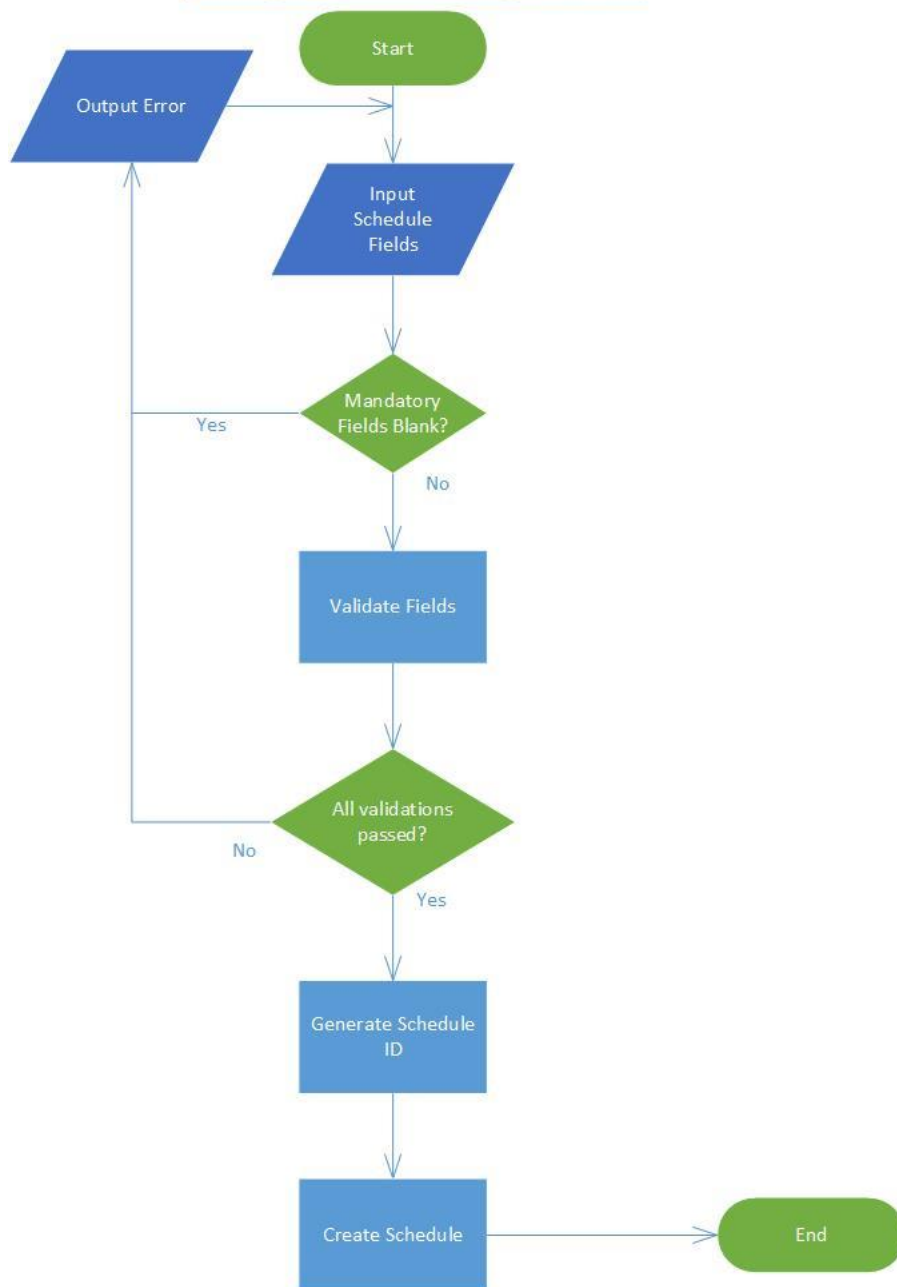 Start
Output Error
Input
Schedule
Fields
Mandatory
Fields Blank?
Yes
No
Validate Fields
All validations
passed?
No
Yes
Generate Schedule
ID
Create Schedule
End